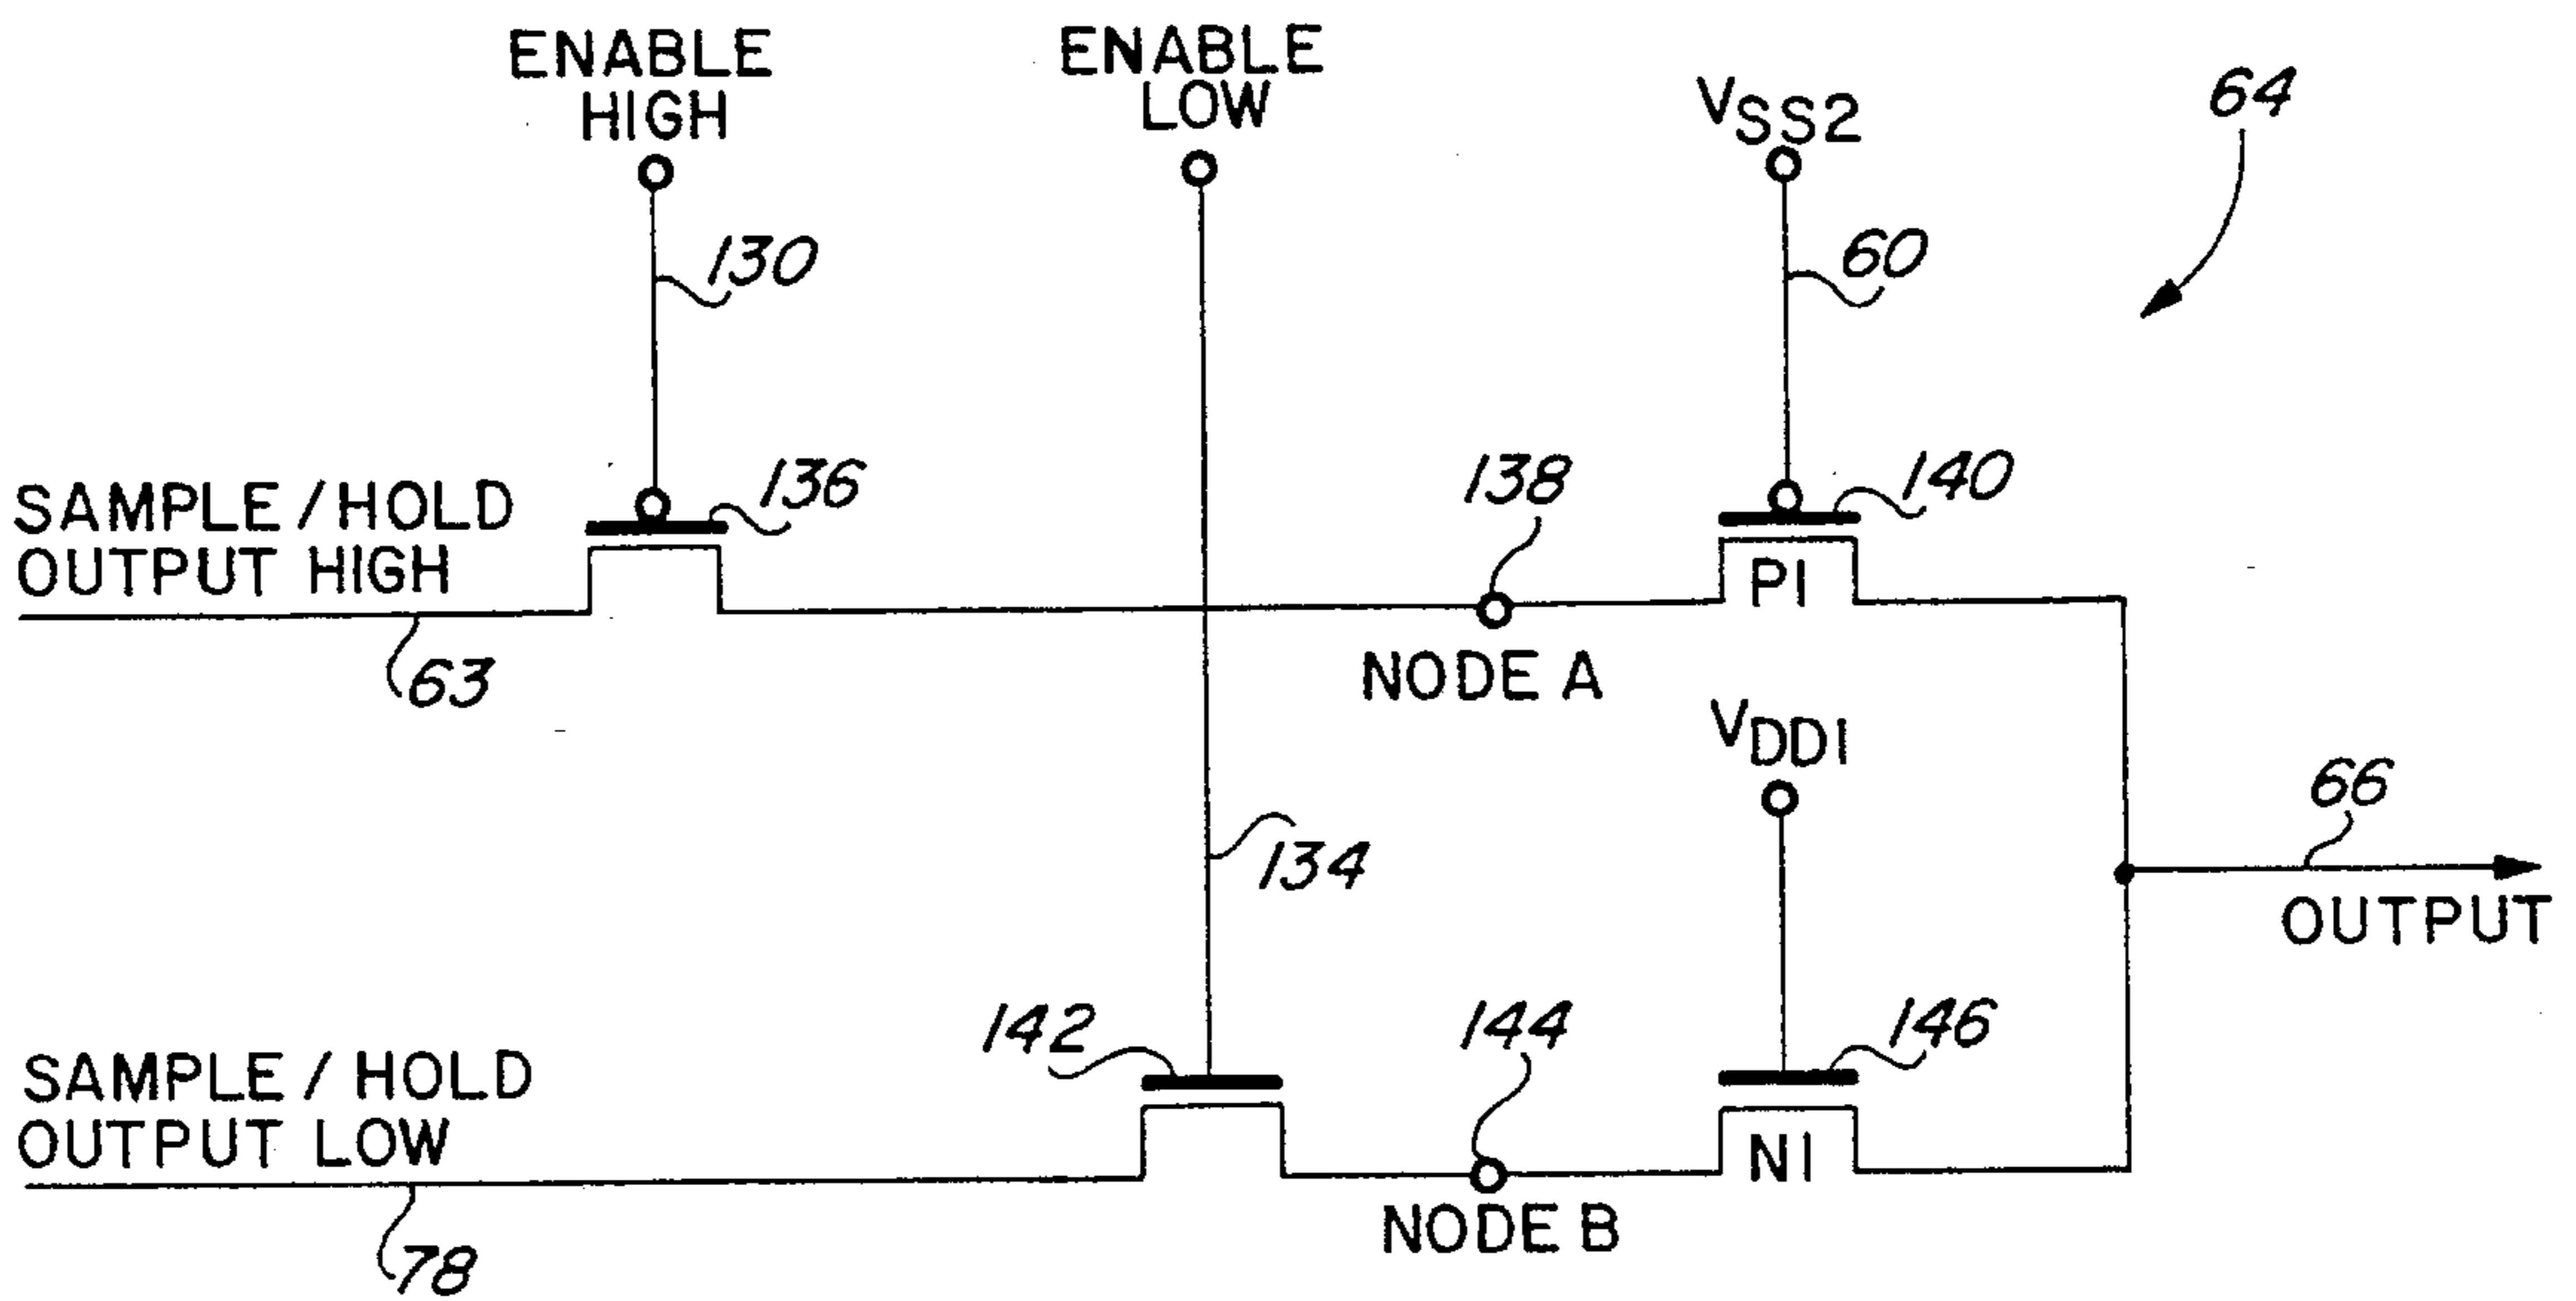 ENABLE
HIGH
ENABLE
LOW
VSS2
64
130
60
SAMPLE/HOLD
OUTPUT HIGH
136
138
140
P1
63
NODE A
VDD1
134
66
OUTPUT
SAMPLE/HOLD
OUTPUT LOW
142
144
146
N1
78
NODE B